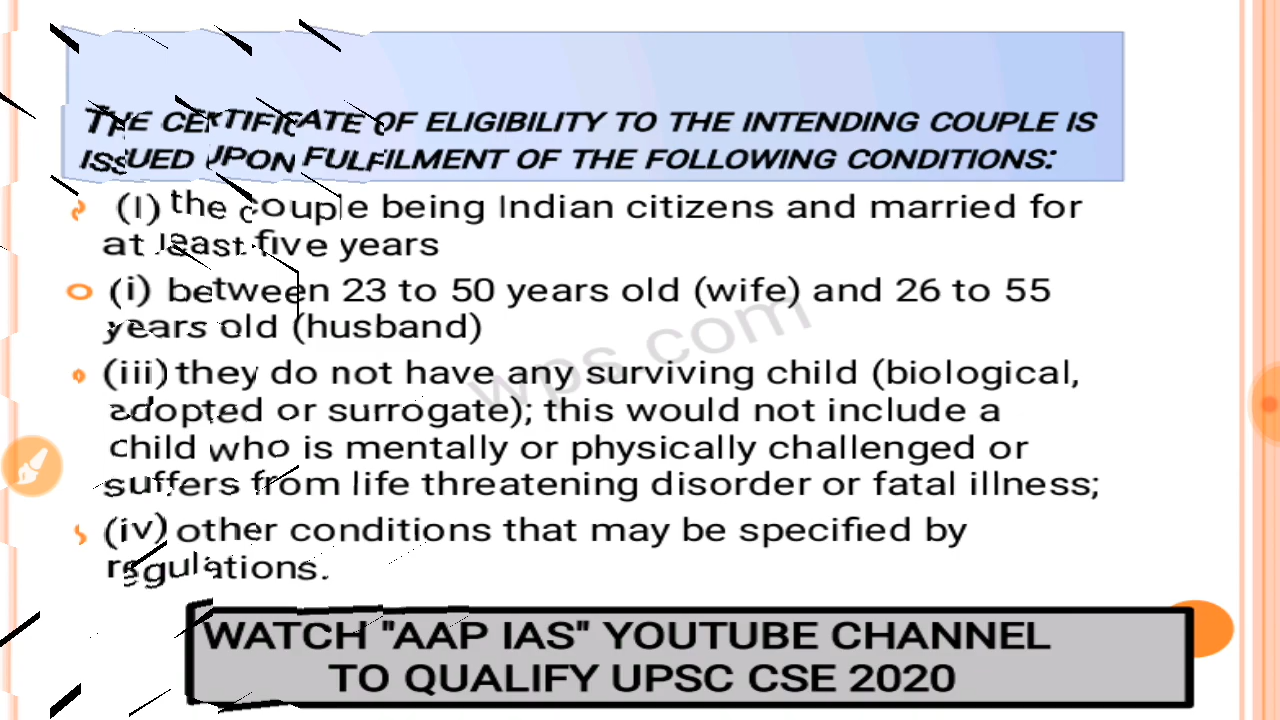 THE CERTIFICATE OF ELIGIBILITY TO THE INTENDING COUPLE IS
ISSUED UPON FULFILMENT OF THE FOLLOWING CONDITIONS:
(I) the couple being Indian citizens and married for
at least five years
(i) between 23 to 50 years old (wife) and 26 to 55
years old (husband)
wps.com
(iii) they do not have any surviving child (biological,
adopted or surrogate); this would not include a
child who is mentally or physically challenged or
suffers from life threatening disorder or fatal illness;
(iv) other conditions that may be specified by
regulations.
WATCH "AAP IAS" YOUTUBE CHANNEL
TO QUALIFY UPSC CSE 2020